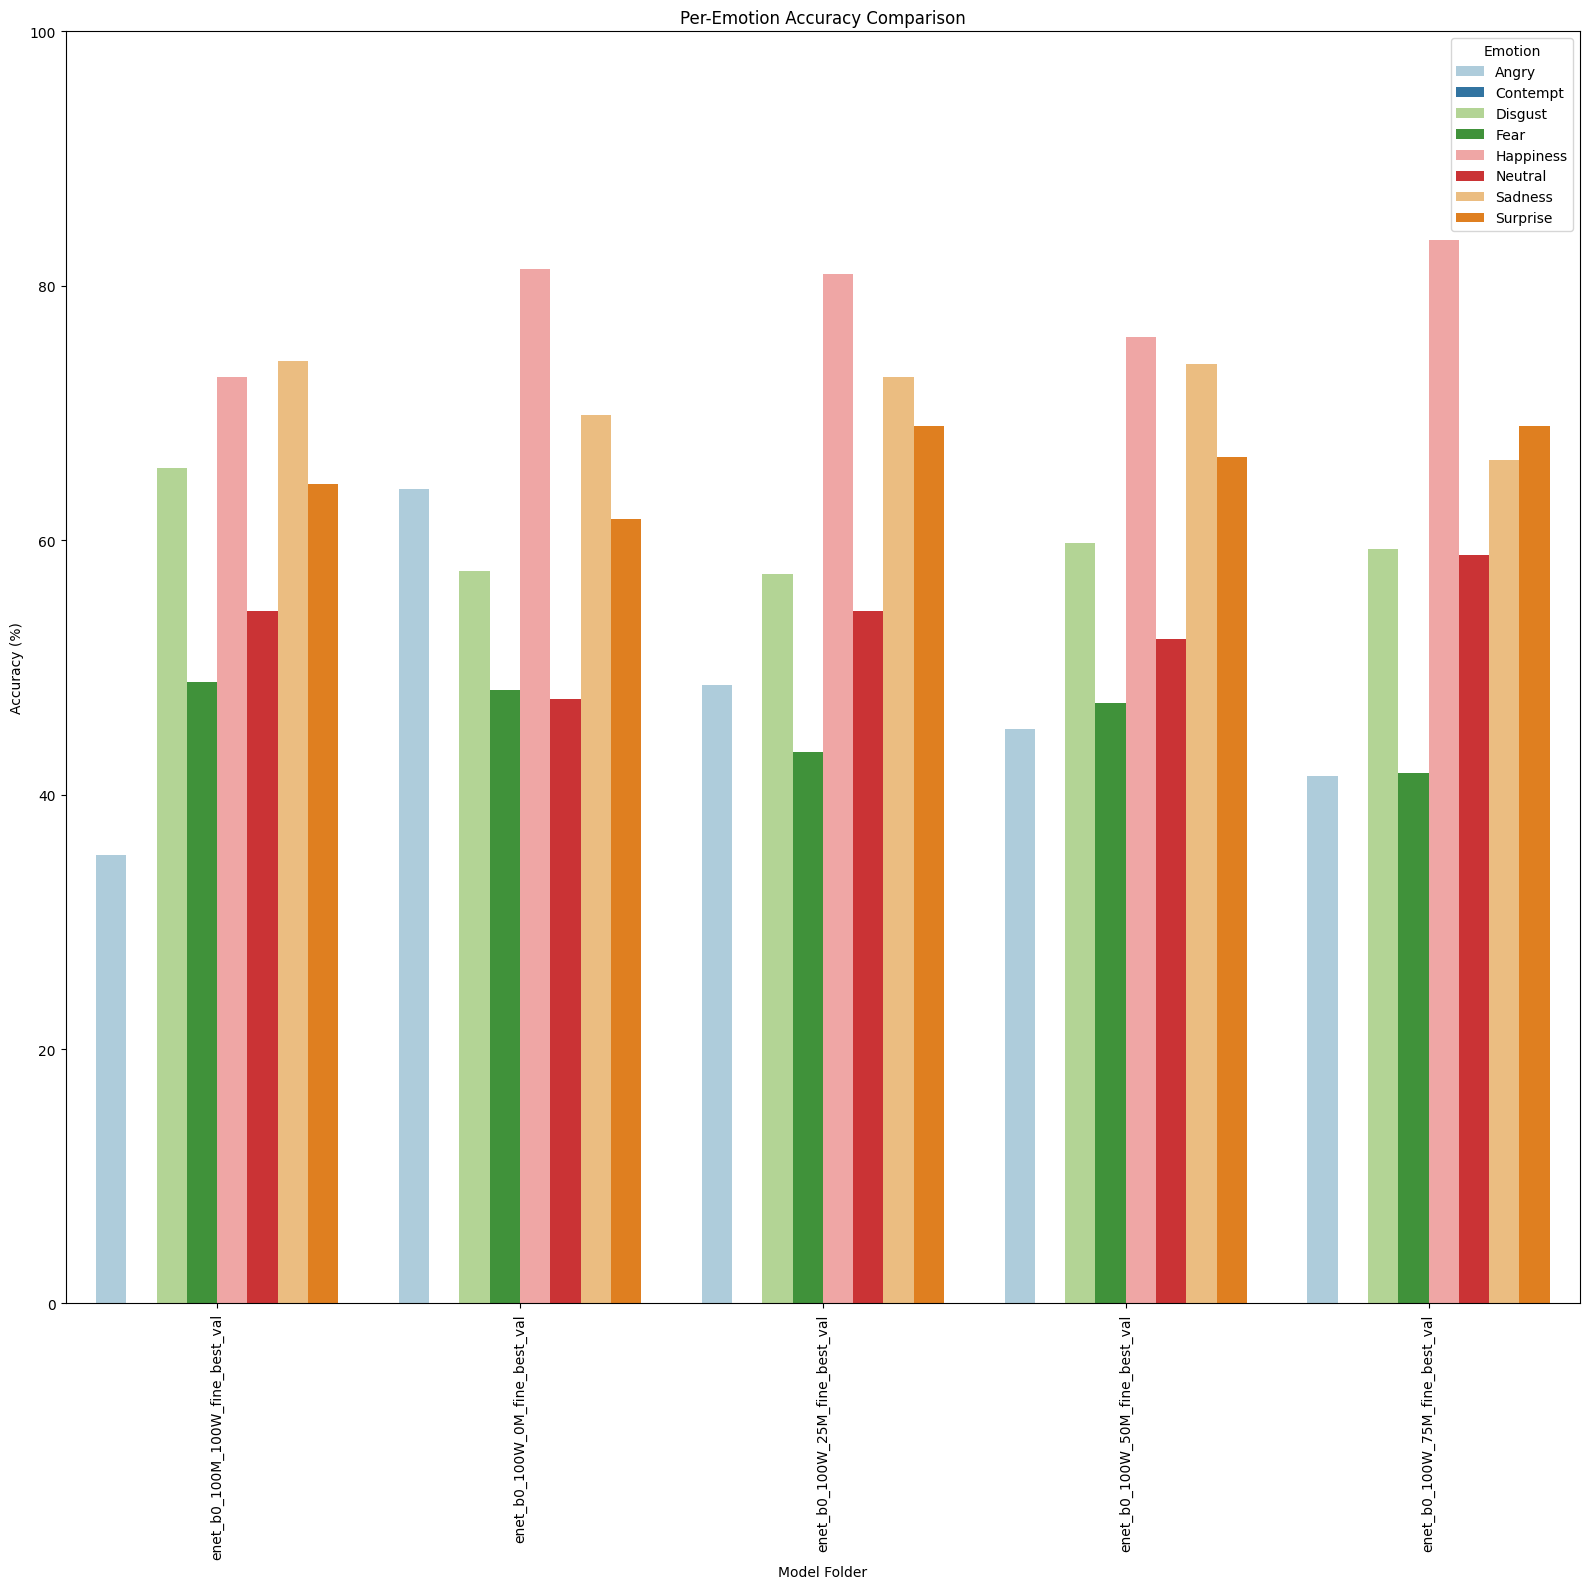 Per-Emotion Accuracy Comparison
Emotion
Angry
Contempt
Disgust
Fear
Happiness
Neutral
Sadness
Surprise
Accuracy (%)
100
80
60
40
20
0
enet_b0_100M_100W_fine_best_val
enet_b0_100W_0M_fine_best_val
enet_b0_100W_25M_fine_best_val
enet_b0_100W_50M_fine_best_val
enet_b0_100W_75M_fine_best_val
Model Folder